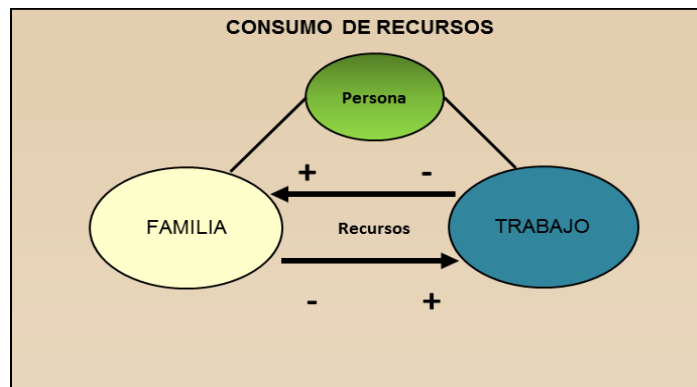 CONSUMO DE RECURSOS
Persona
+ -
FAMILIA
Recursos
TRABAJO
- +